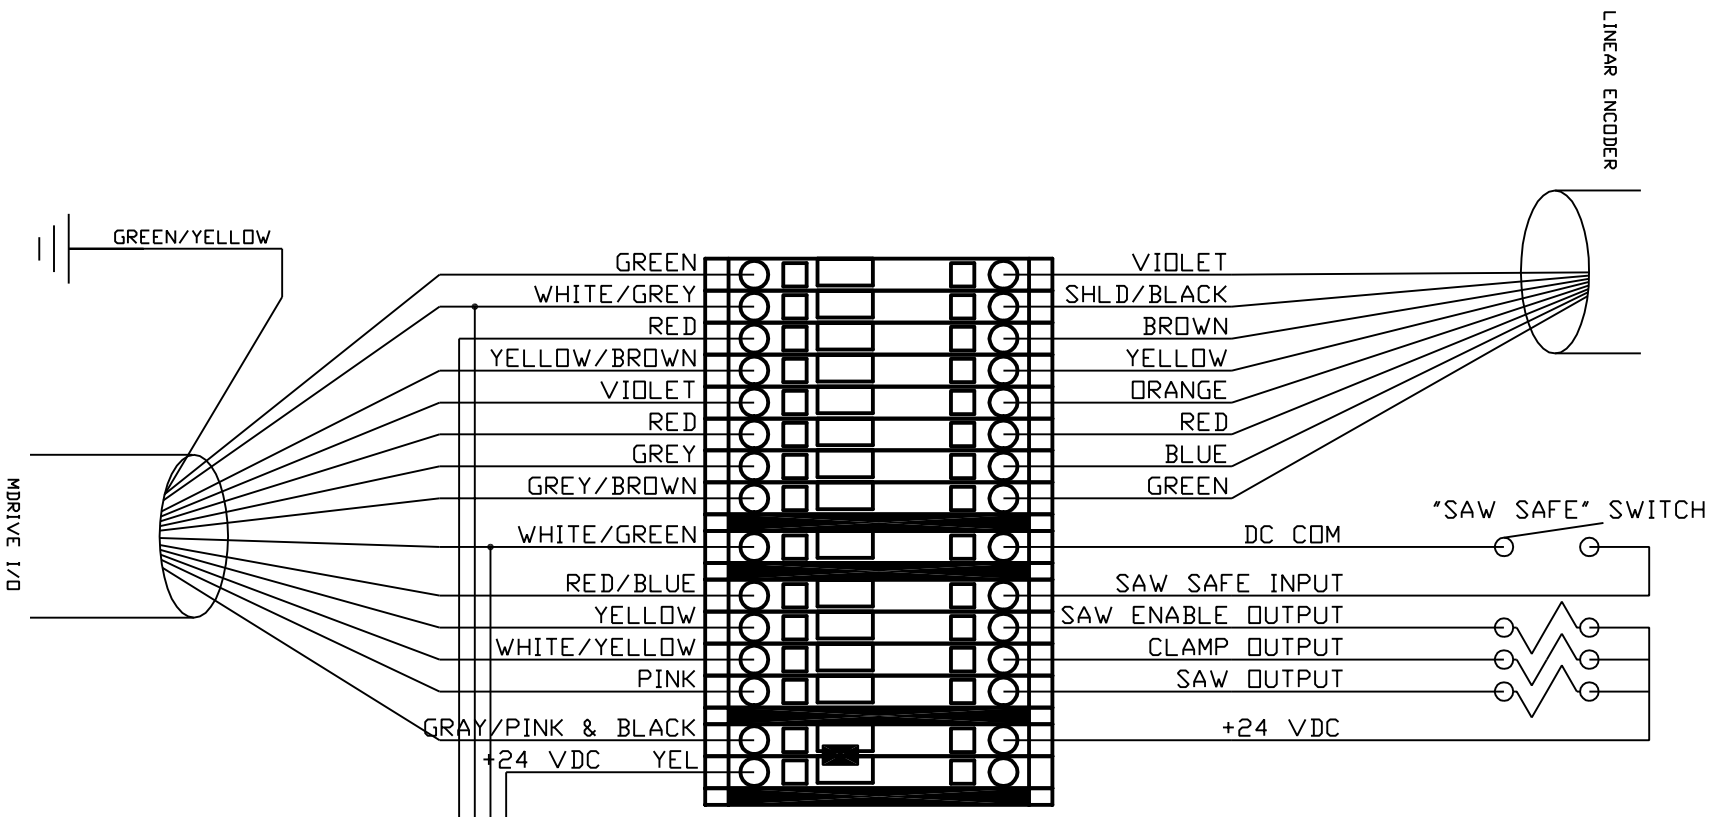 LINEAR ENCODER
GREEN/YELLOW
GREEN VIOLET
WHITE/GREY SHLD/BLACK
RED BROWN
YELLOW/BROWN YELLOW
VIOLET ORANGE
RED RED
GREY BLUE
GREY/BROWN GREEN
MDRIVE I/O
"SAW SAFE" SWITCH
WHITE/GREEN DC COM
RED/BLUE SAW SAFE INPUT
YELLOW SAW ENABLE OUTPUT
WHITE/YELLOW CLAMP OUTPUT
PINK SAW OUTPUT
GRAY/PINK & BLACK +24 VDC
+24 VDC YEL